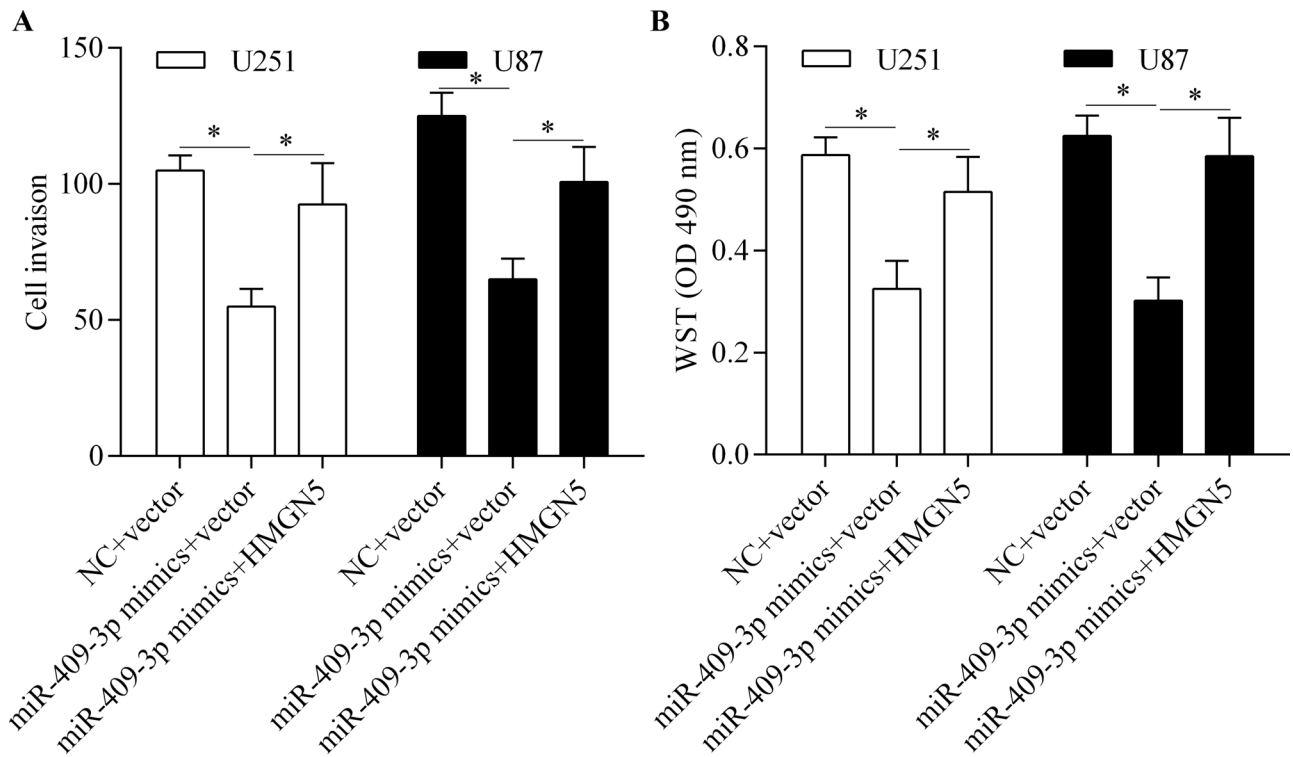 A
150
100
50
0
Cell invaison
U251
U87
*
*
*
*
NC+vector
miR-409-3p mimics+vector
miR-409-3p mimics+HMGN5
NC+vector
miR-409-3p mimics+vector
miR-409-3p mimics+HMGN5
B
0.8
0.6
0.4
0.2
0.0
WST (OD 490 nm)
U251
U87
*
*
*
*
NC+vector
miR-409-3p mimics+vector
miR-409-3p mimics+HMGN5
NC+vector
miR-409-3p mimics+vector
miR-409-3p mimics+HMGN5